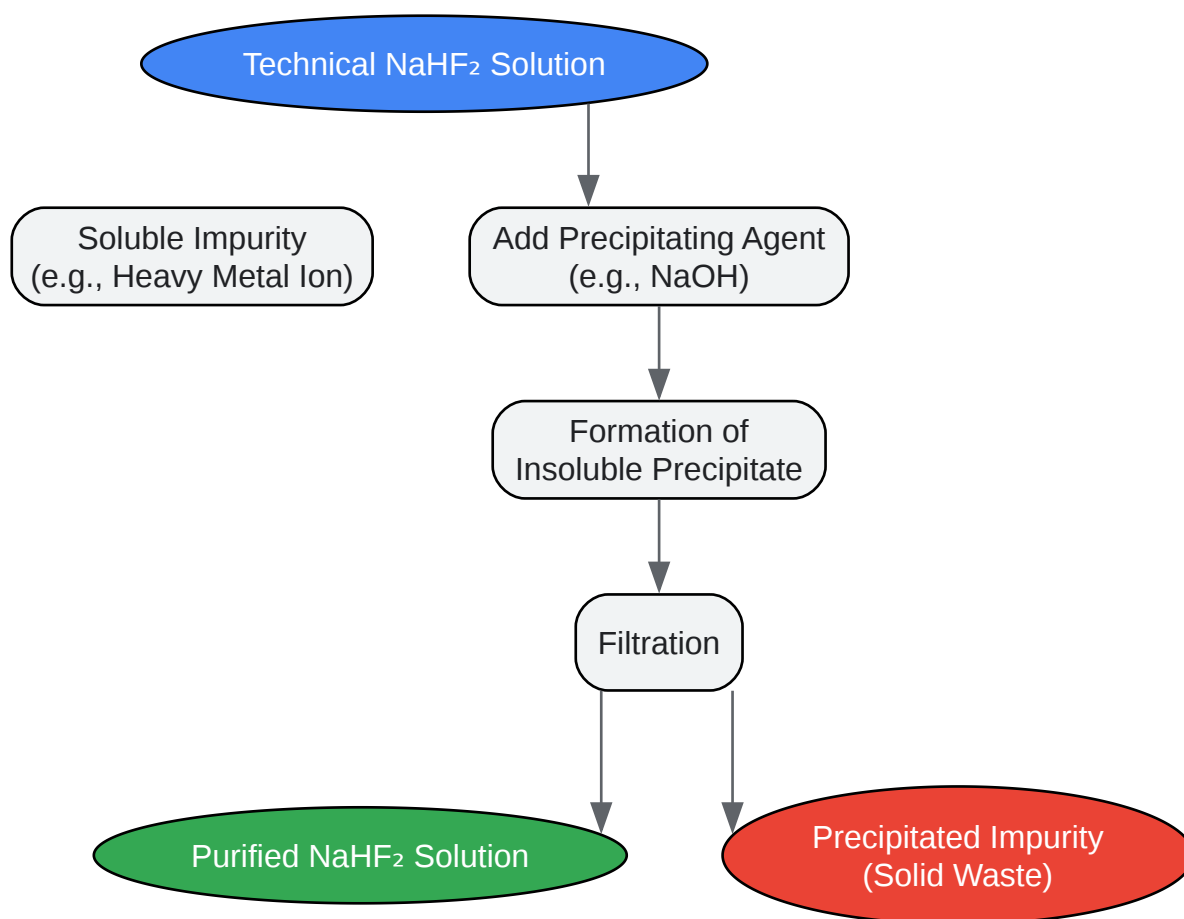 Technical NaHF₂ Solution
Soluble Impurity
(e.g., Heavy Metal Ion)
Add Precipitating Agent
(e.g., NaOH)
Formation of
Insoluble Precipitate
Filtration
Purified NaHF₂ Solution
Precipitated Impurity
(Solid Waste)